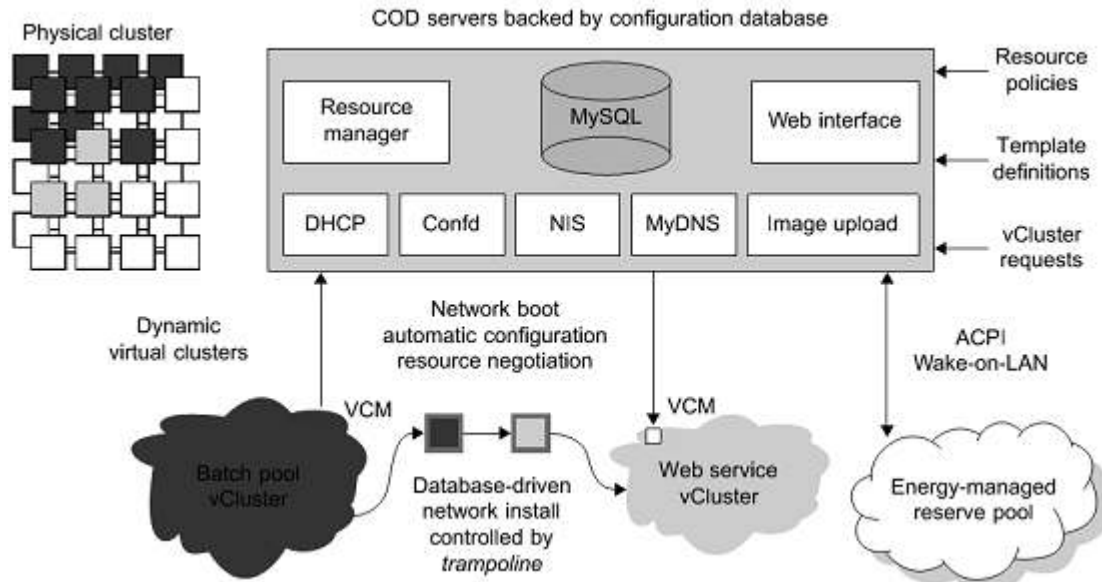 COD servers backed by configuration database
Physical cluster
Resource
policies
Resource
manager
MySQL
Web interface
Template
definitions
DHCP
Confd
NIS
MyDNS
Image upload
vCluster
requests
Dynamic
virtual clusters
Network boot
automatic configuration
resource negotiation
ACPI
Wake-on-LAN
VCM
VCM
Batch pool
vCluster
Database-driven
network install
controlled by
trampoline
Web service
vCluster
Energy-managed
reserve pool